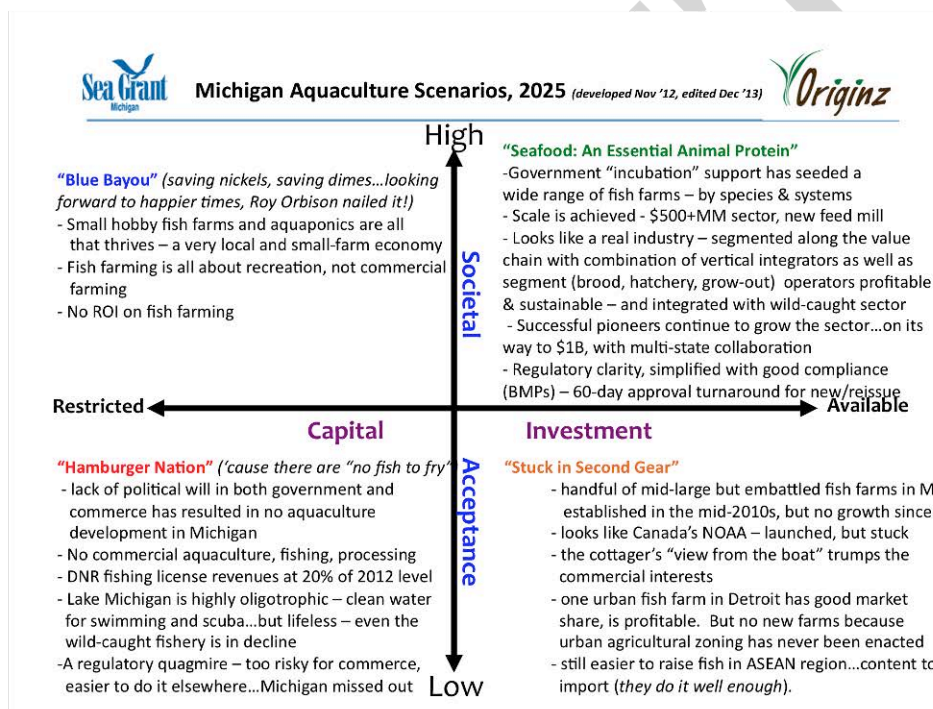 Sea Grant
Michigan
Michigan Aquaculture Scenarios, 2025 (developed Nov '12, edited Dec '13)
Originz
High
"Blue Bayou" (saving nickels, saving dimes...looking
forward to happier times, Roy Orbison nailed it!)
- Small hobby fish farms and aquaponics are all
that thrives – a very local and small-farm economy
- Fish farming is all about recreation, not commercial
farming
- No ROI on fish farming
"Seafood: An Essential Animal Protein"
-Government "incubation" support has seeded a
wide range of fish farms – by species & systems
- Scale is achieved - $500+MM sector, new feed mill
- Looks like a real industry – segmented along the value
chain with combination of vertical integrators as well as
segment (brood, hatchery, grow-out) operators profitable
& sustainable – and integrated with wild-caught sector
- Successful pioneers continue to grow the sector...on its
way to $1B, with multi-state collaboration
- Regulatory clarity, simplified with good compliance
(BMPs) – 60-day approval turnaround for new/reissue
Societal
Restricted
Available
Capital
Investment
"Hamburger Nation" ('cause there are "no fish to fry"
- lack of political will in both government and
commerce has resulted in no aquaculture
development in Michigan
- No commercial aquaculture, fishing, processing
- DNR fishing license revenues at 20% of 2012 level
- Lake Michigan is highly oligotrophic – clean water
for swimming and scuba...but lifeless – even the
wild-caught fishery is in decline
-A regulatory quagmire – too risky for commerce,
easier to do it elsewhere...Michigan missed out
Acceptance
"Stuck in Second Gear"
- handful of mid-large but embattled fish farms in M
established in the mid-2010s, but no growth since
- looks like Canada's NOAA – launched, but stuck
- the cottager's "view from the boat" trumps the
commercial interests
- one urban fish farm in Detroit has good market
share, is profitable. But no new farms because
urban agricultural zoning has never been enacted
- still easier to raise fish in ASEAN region...content to
import (they do it well enough).
Low